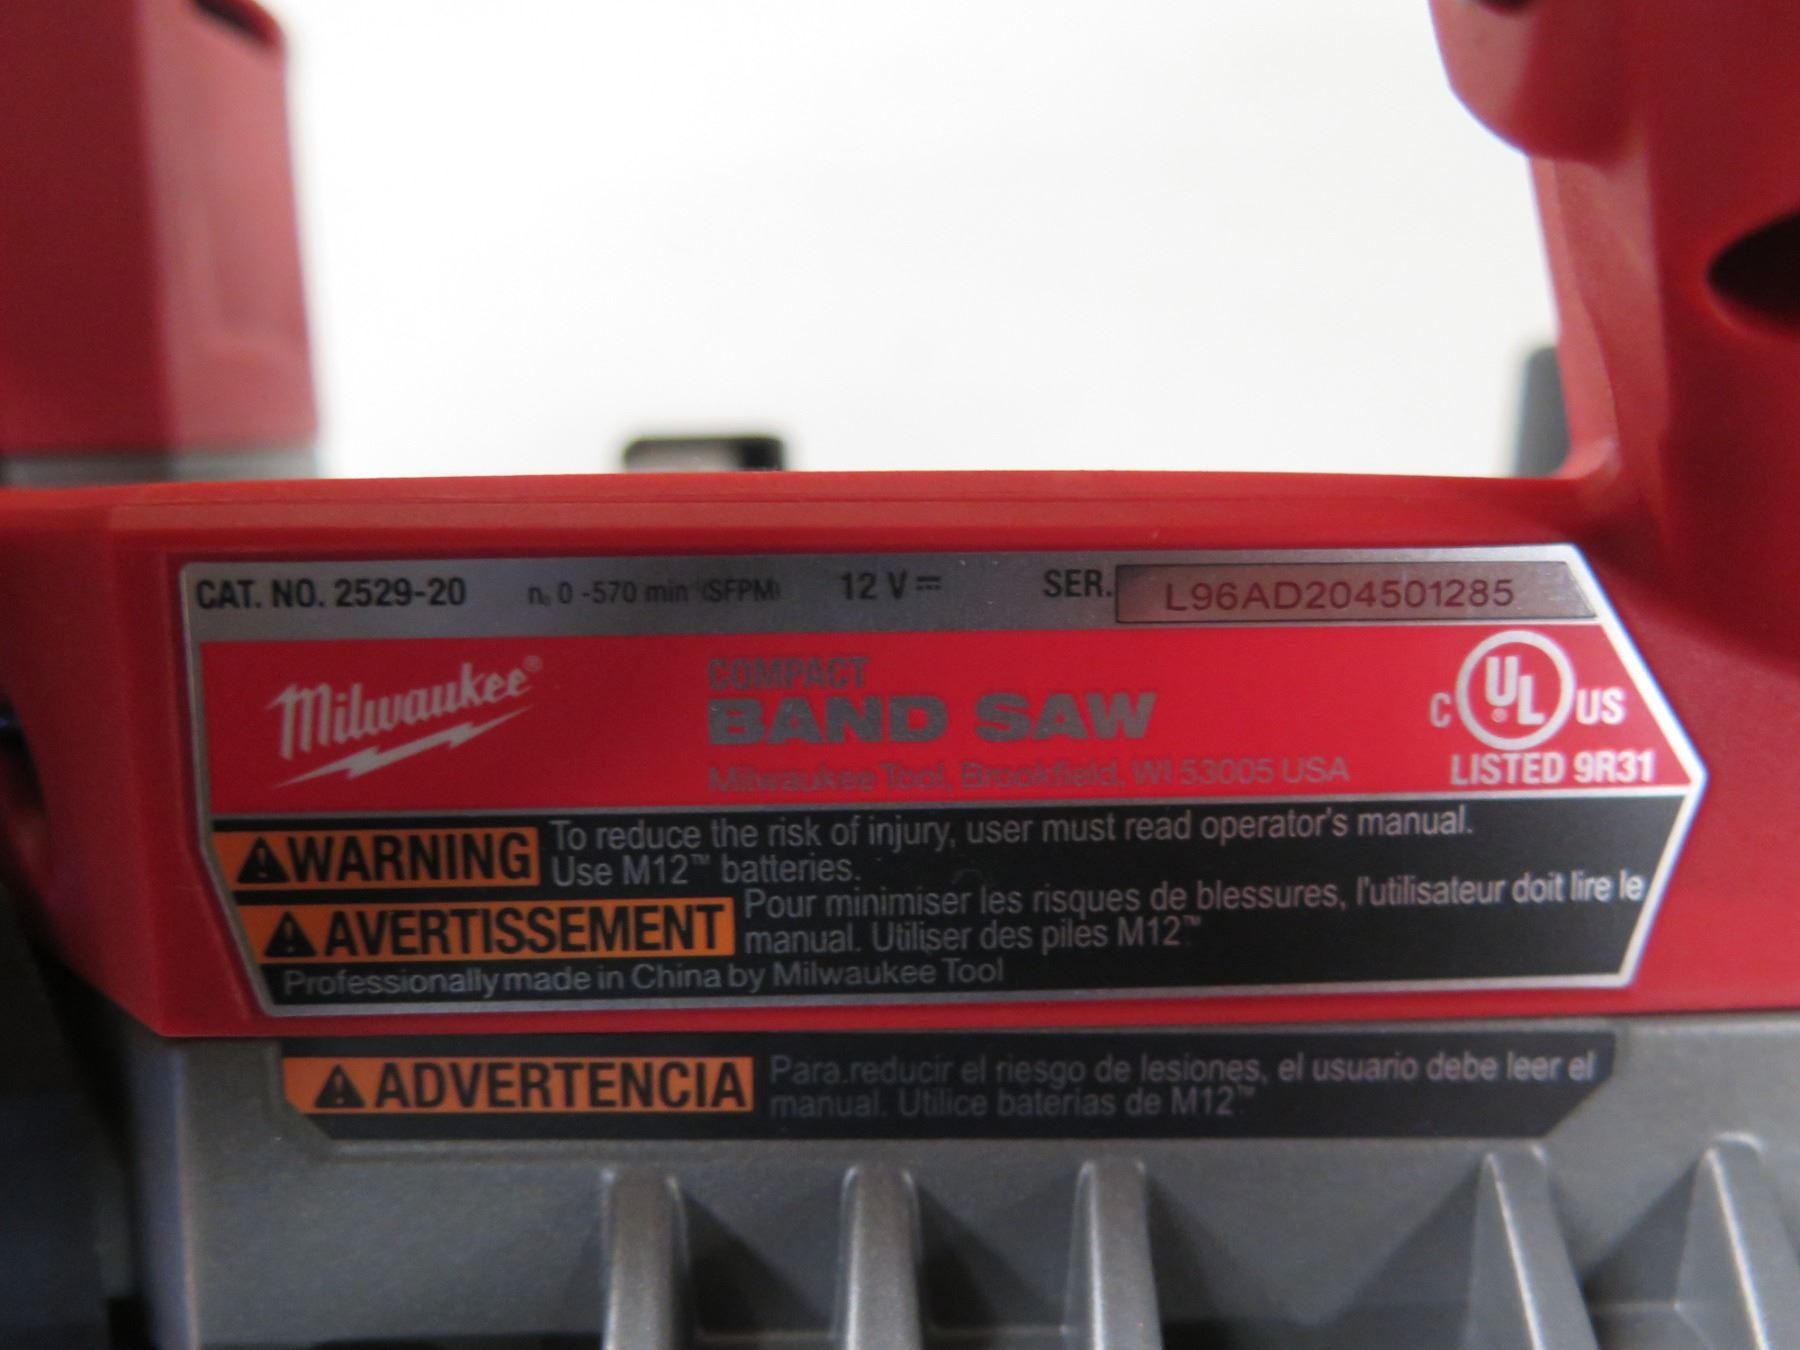 CAT. NO. 2529-20 n₀ 0 -570 min⁻¹ (SFPM) 12 V⎓ SER. L96AD204501285
Milwaukee®
COMPACT
BAND SAW
Milwaukee Tool, Brookfield, WI 53005 USA
C UL US
LISTED 9R31
WARNING To reduce the risk of injury, user must read operator's manual.
Use M12™ batteries.
AVERTISSEMENT Pour minimiser les risques de blessures, l'utilisateur doit lire le
manual. Utiliser des piles M12™
Professionally made in China by Milwaukee Tool
ADVERTENCIA Para reducir el riesgo de lesiones, el usuario debe leer el
manual. Utilice baterías de M12™